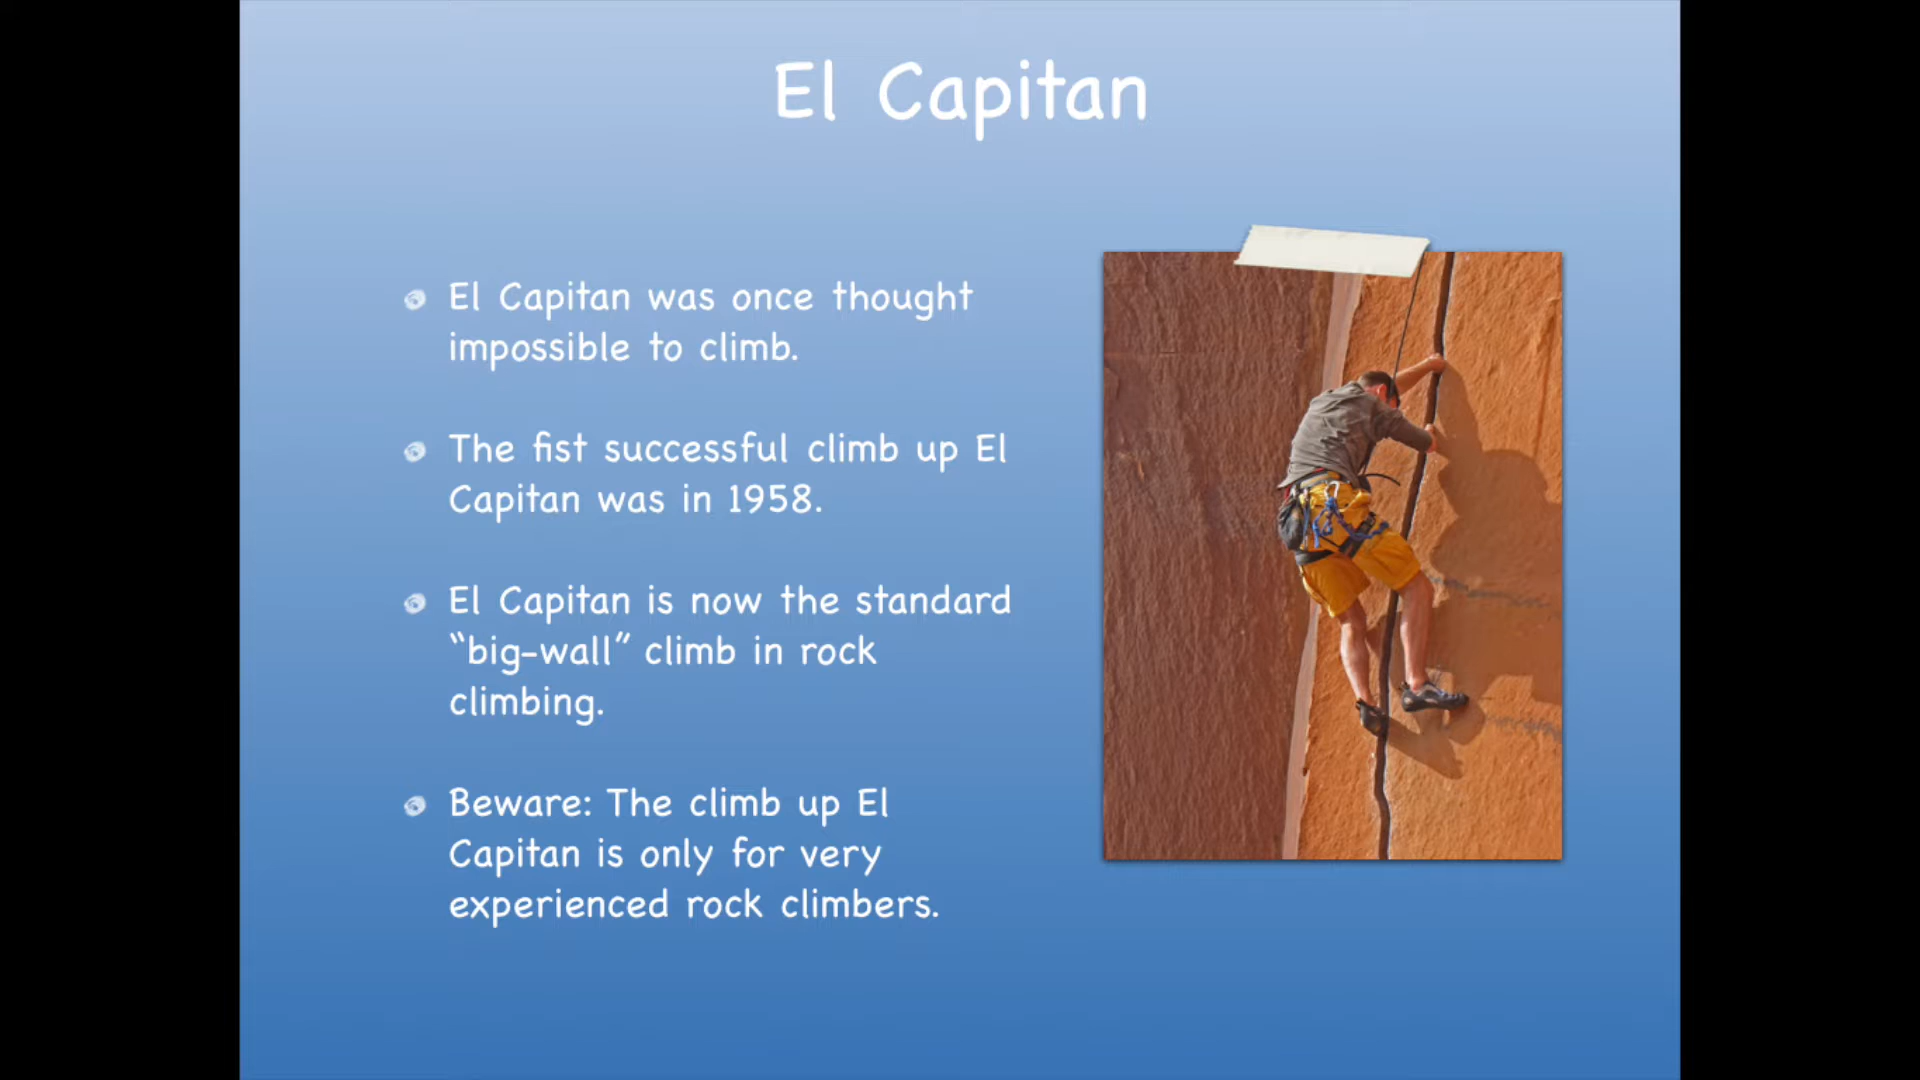 El Capitan
El Capitan was once thought
impossible to climb.
The fist successful climb up El
Capitan was in 1958.
El Capitan is now the standard
“big-wall” climb in rock
climbing.
Beware: The climb up El
Capitan is only for very
experienced rock climbers.